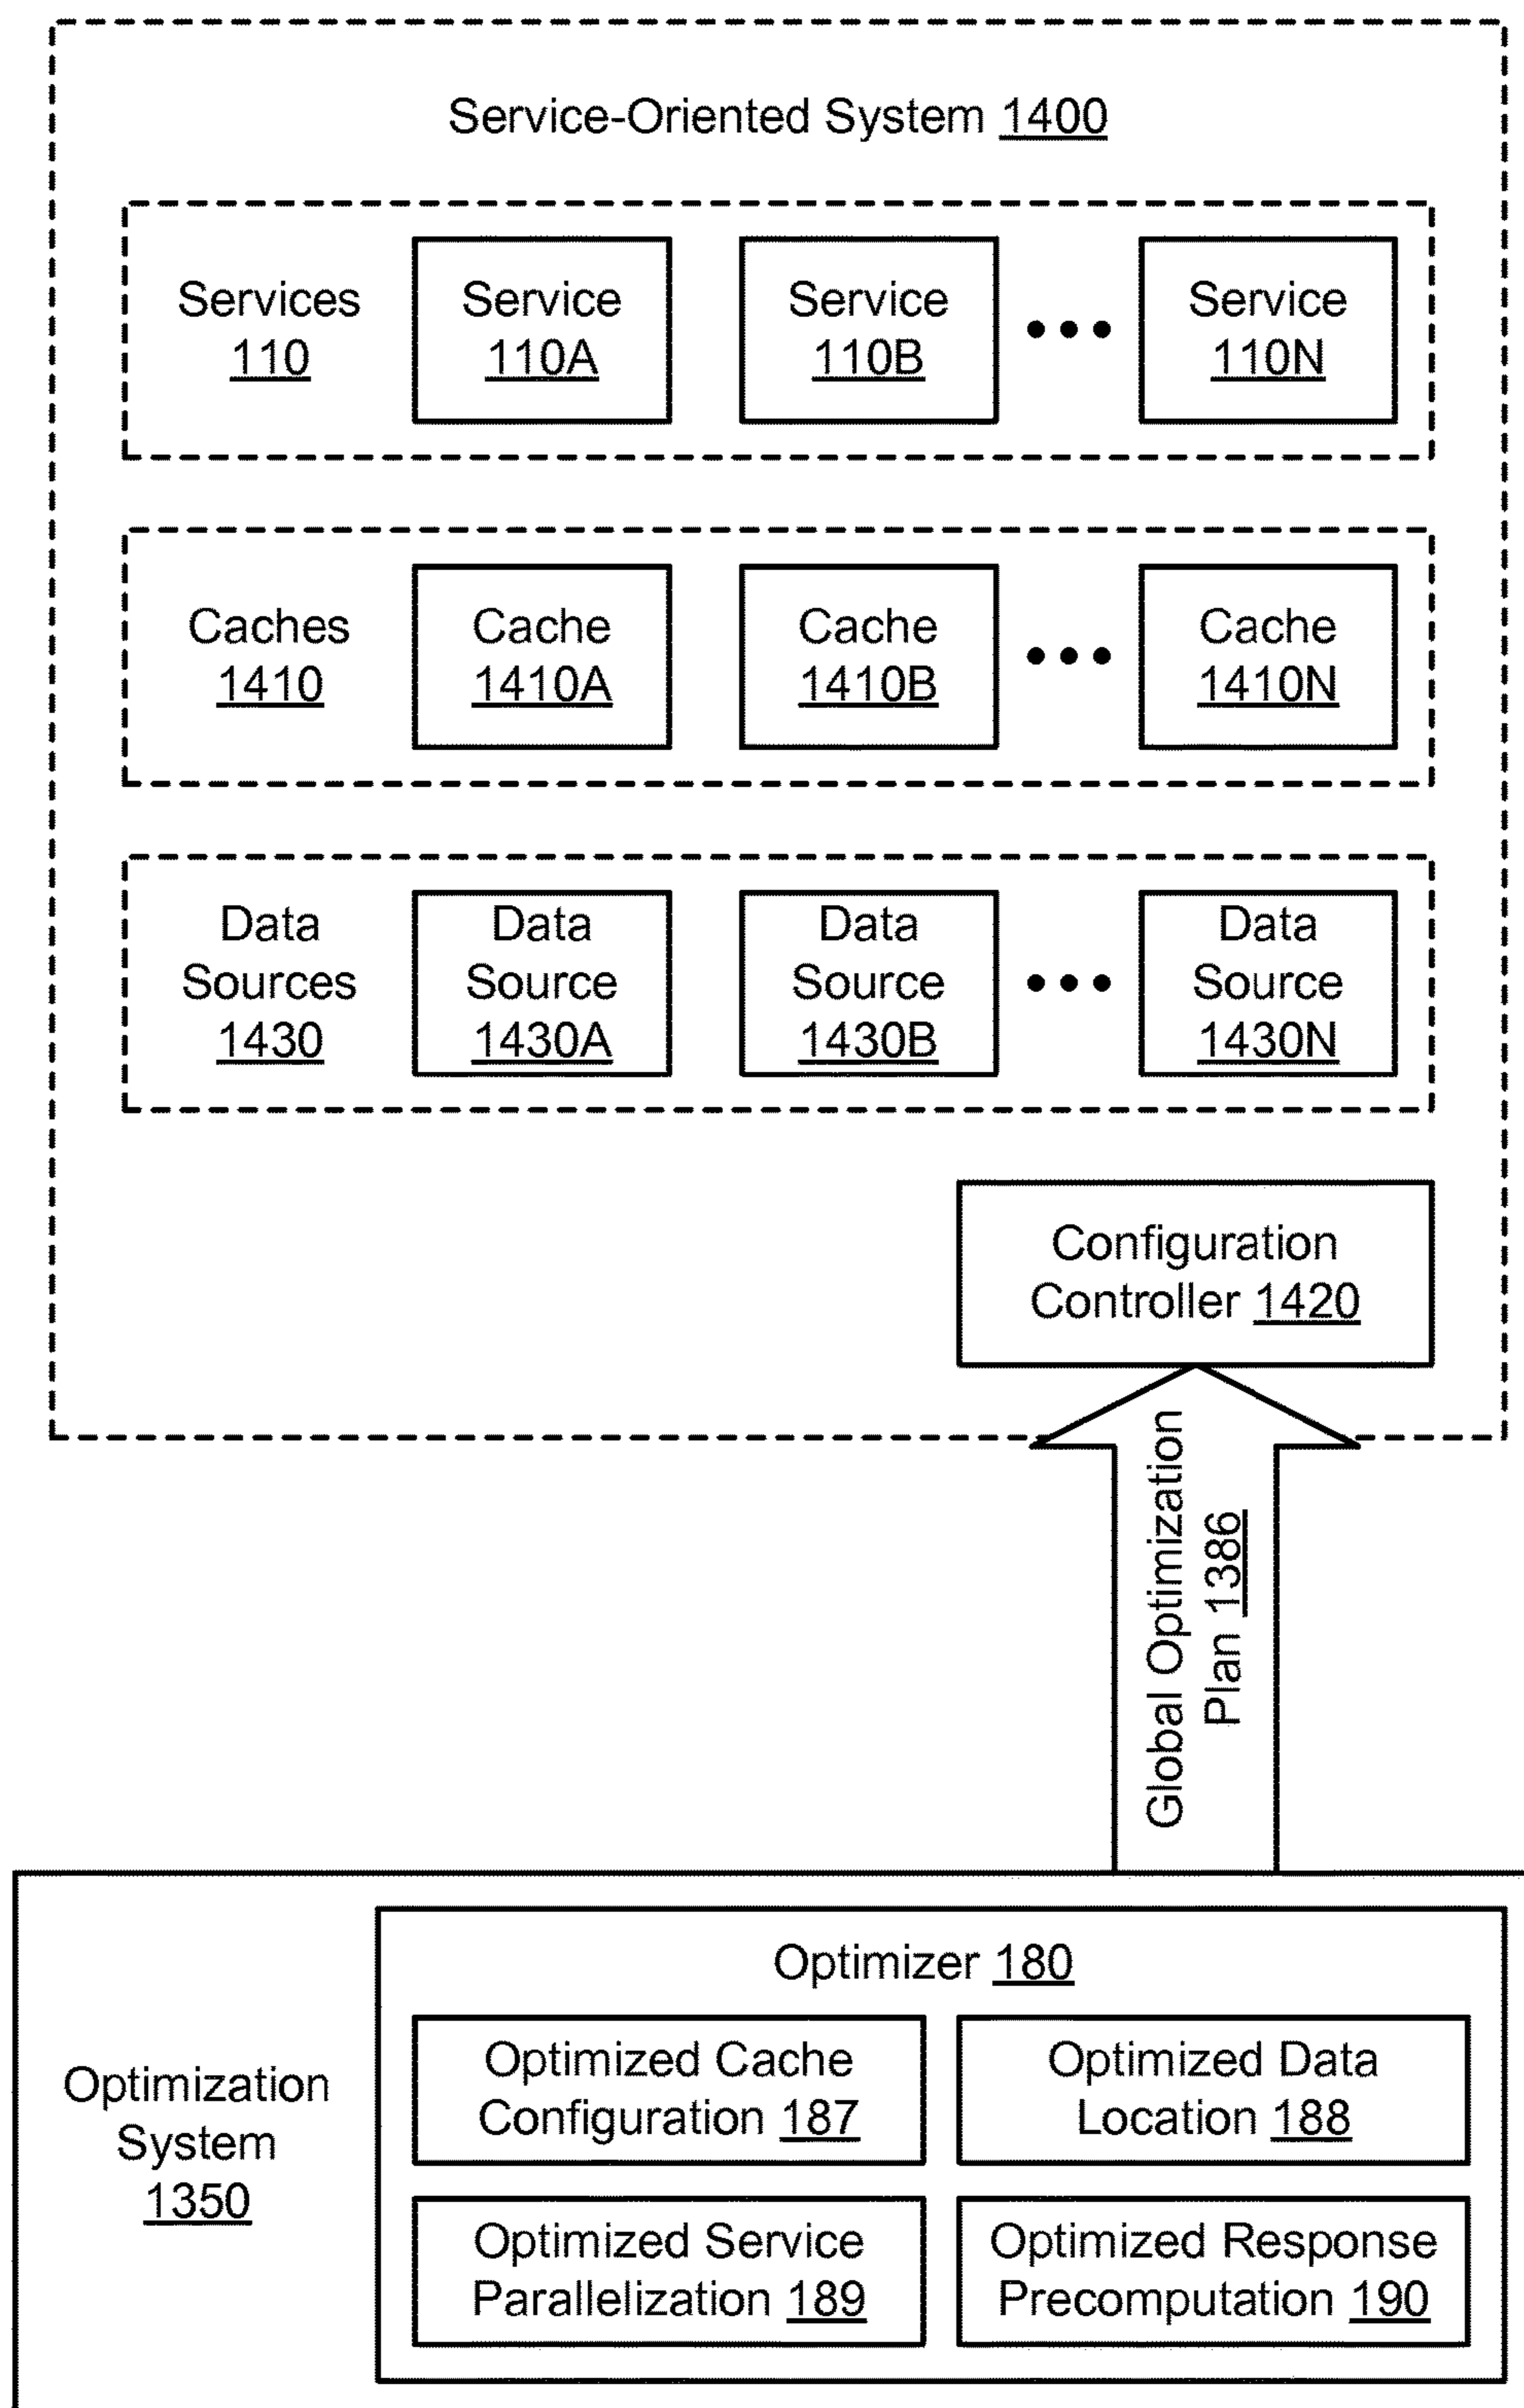 Service-Oriented System 1400
Services
110
Service
110A
Service
110B
Service
110N
Caches
1410
Cache
1410A
Cache
1410B
Cache
1410N
Data
Sources
1430
Data
Source
1430A
Data
Source
1430B
Data
Source
1430N
Configuration
Controller 1420
Global Optimization
Plan 1386
Optimization
System
1350
Optimizer 180
Optimized Cache
Configuration 187
Optimized Data
Location 188
Optimized Service
Parallelization 189
Optimized Response
Precomputation 190